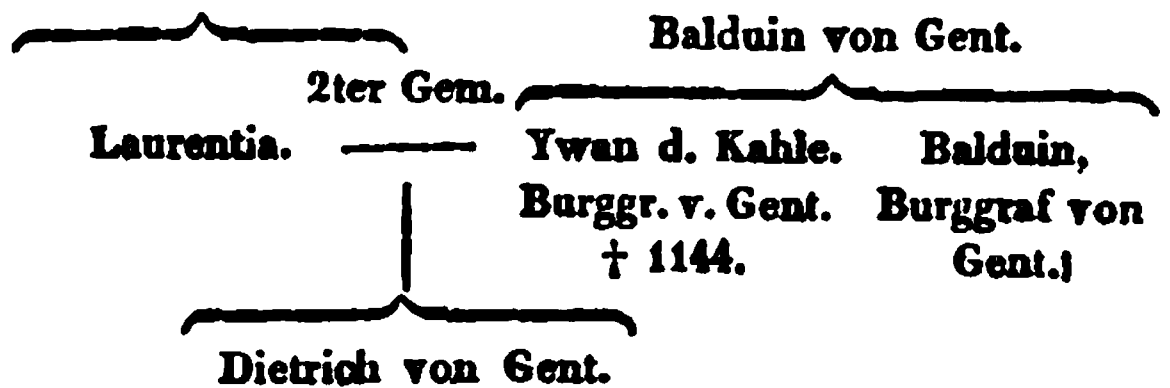 Balduin von Gent.
2ter Gem.
Laurentia. — Ywan d. Kahle. Balduin,
Burggr. v. Gent. Burggraf von
† 1144. Gent.j
Dietrich von Gent.